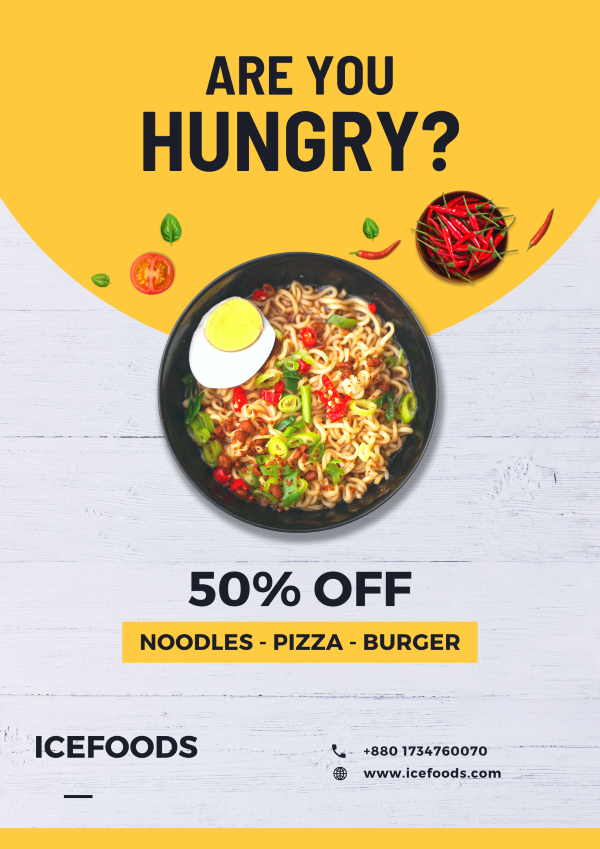 ARE YOU
HUNGRY?
50% OFF
NOODLES - PIZZA - BURGER
ICEFOODS
+880 1734760070
www.icefoods.com